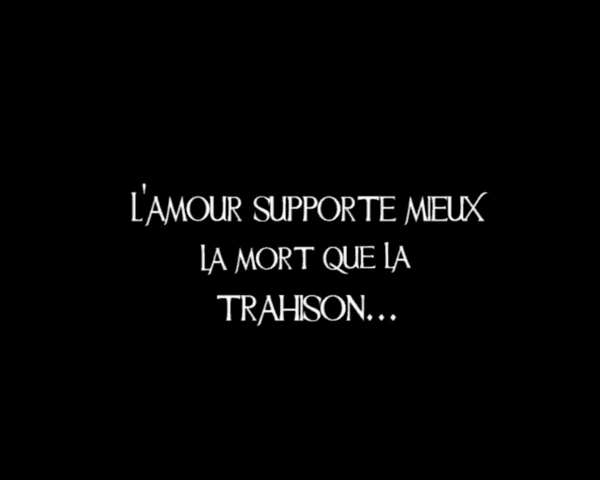 L'AMOUR SUPPORTE MIEUX
LA MORT QUE LA
TRAHISON...